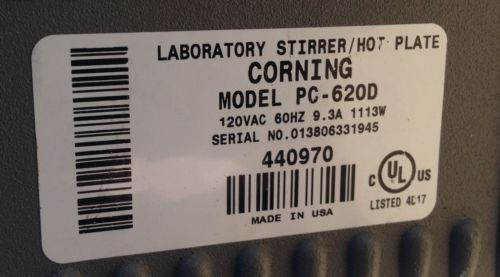 LABORATORY STIRRER/HOT PLATE
CORNING
MODEL PC-620D
120VAC 60HZ 9.3A 1113W
SERIAL NO.013806331945
440970
MADE IN USA
C UL US
LISTED 4C17